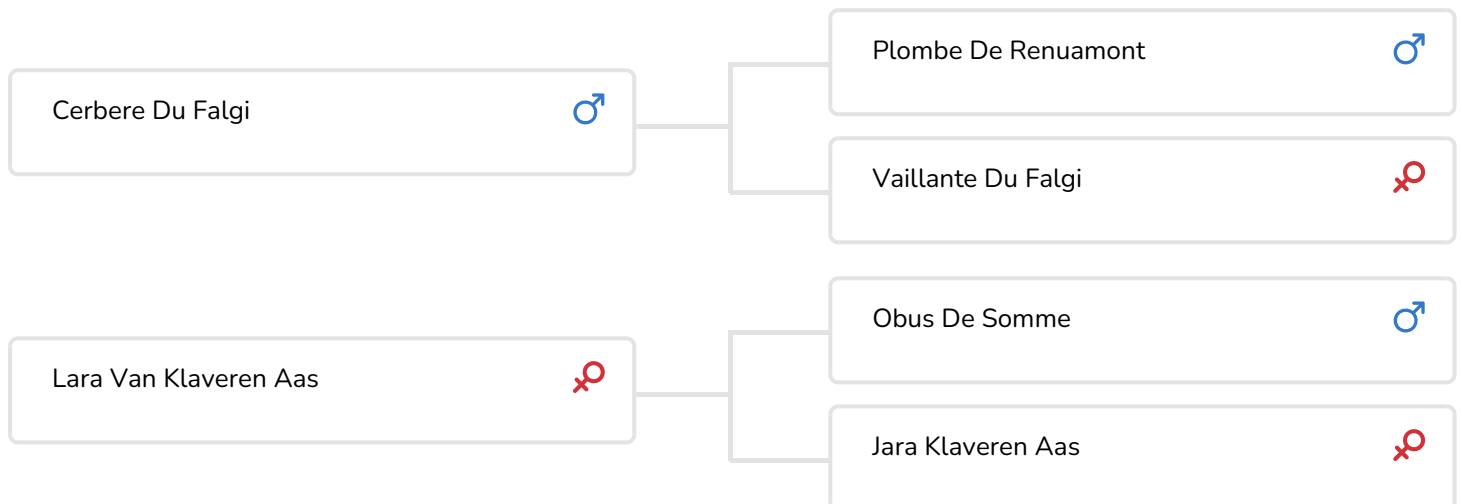 Plombe De Renuamont
Cerbere Du Falgi
Vaillante Du Falgi
Obus De Somme
Lara Van Klaveren Aas
Jara Klaveren Aas